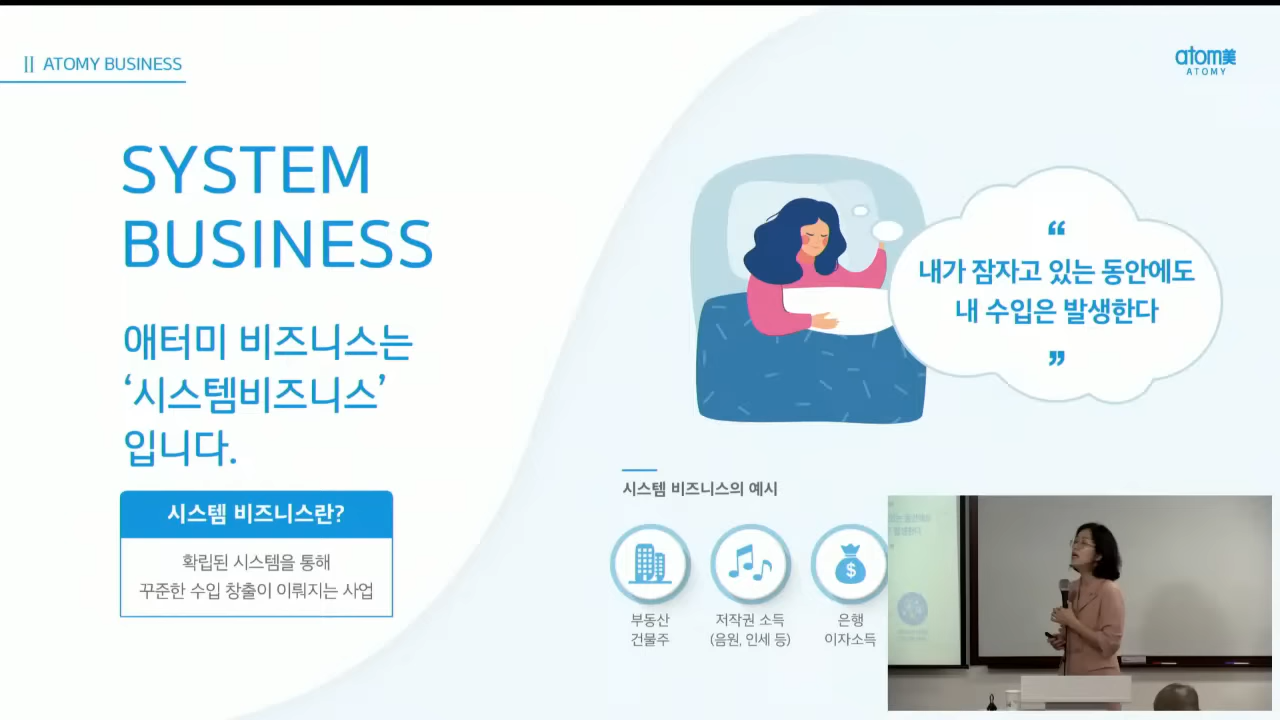 II ATOMY BUSINESS
atom美
ATOMY
SYSTEM
BUSINESS
애터미 비즈니스는
‘시스템비즈니스’
입니다.
시스템 비즈니스란?
확립된 시스템을 통해
꾸준한 수입 창출이 이뤄지는 사업
“
내가 잠자고 있는 동안에도
내 수입은 발생한다
”
시스템 비즈니스의 예시
부동산
건물주
저작권 소득
(음원, 인세 등)
은행
이자소득
$